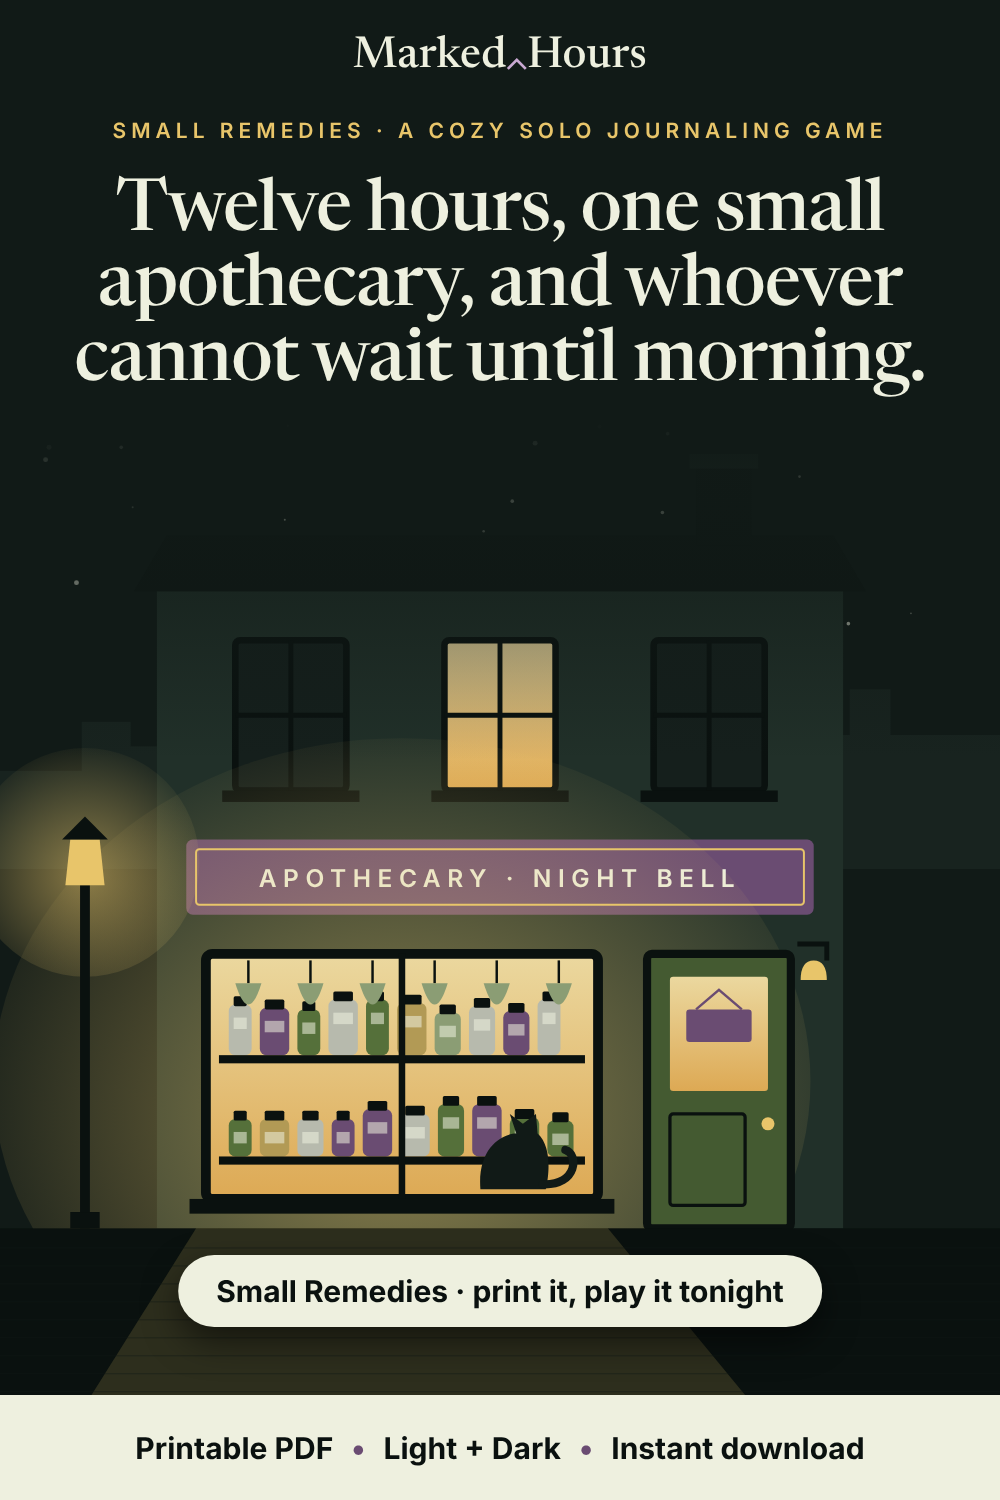 Marked‸Hours
SMALL REMEDIES · A COZY SOLO JOURNALING GAME
Twelve hours, one small
apothecary, and whoever
cannot wait until morning.
APOTHECARY · NIGHT BELL
Small Remedies · print it, play it tonight
Printable PDF • Light + Dark • Instant download